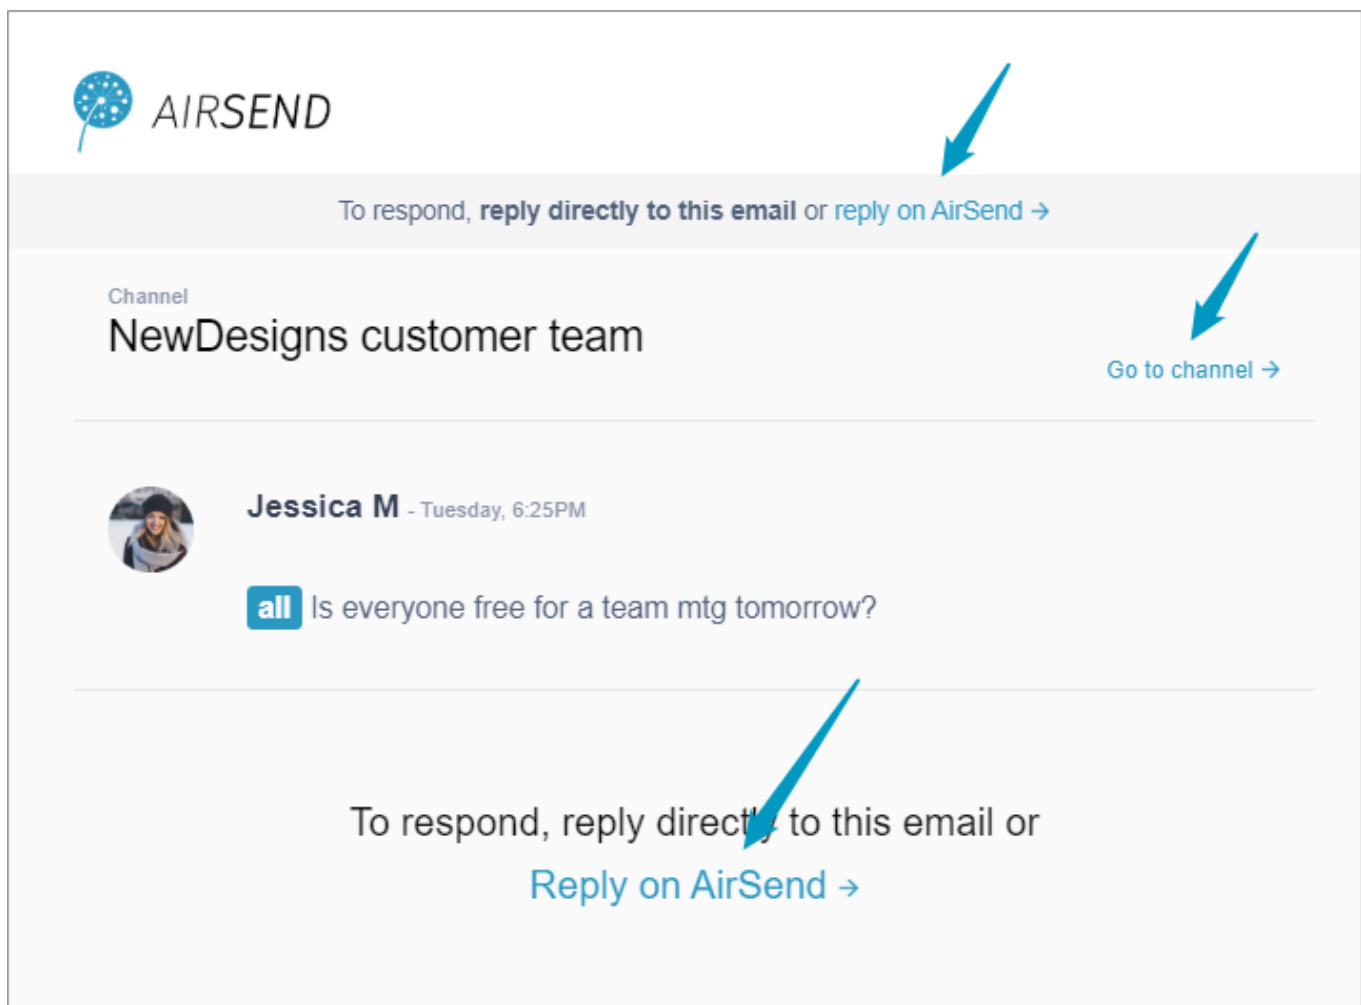 AIRSEND
To respond, reply directly to this email or reply on AirSend →
Channel
NewDesigns customer team
Go to channel →
Jessica M - Tuesday, 6:25PM
all Is everyone free for a team mtg tomorrow?
To respond, reply directly to this email or
Reply on AirSend →